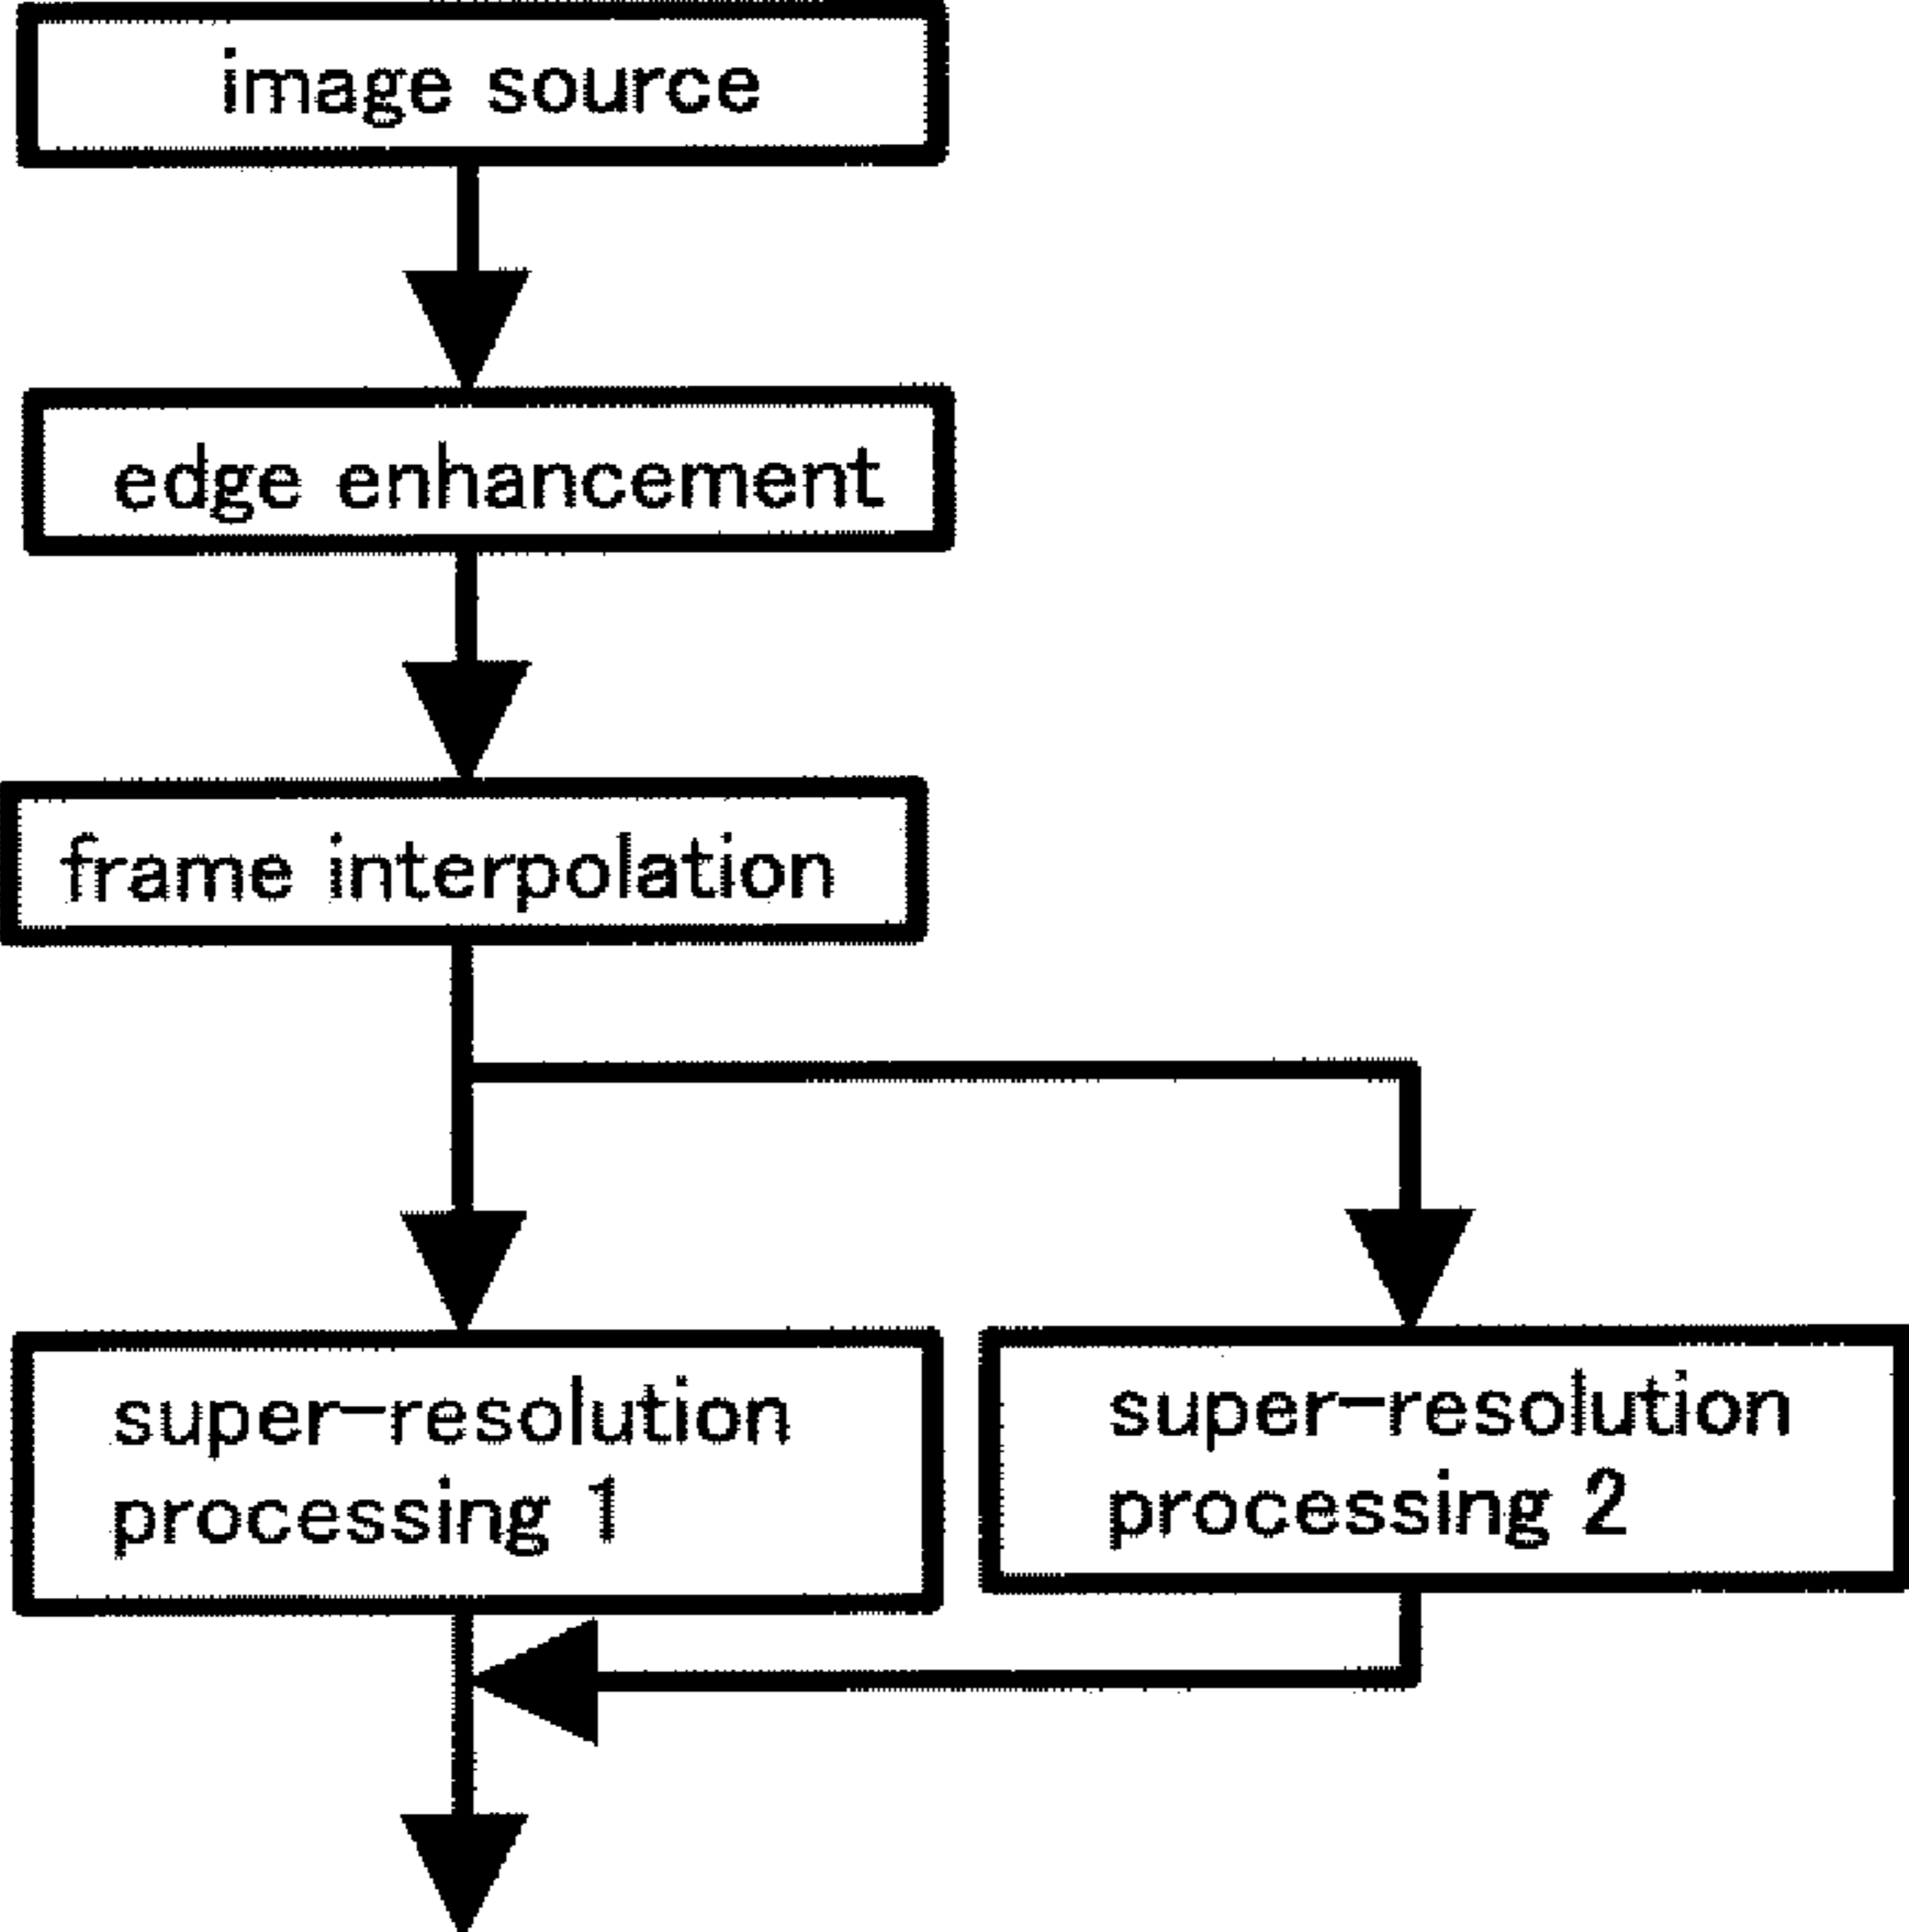 image source
edge enhancement
frame interpolation
super-resolution
processing 1
super-resolution
processing 2